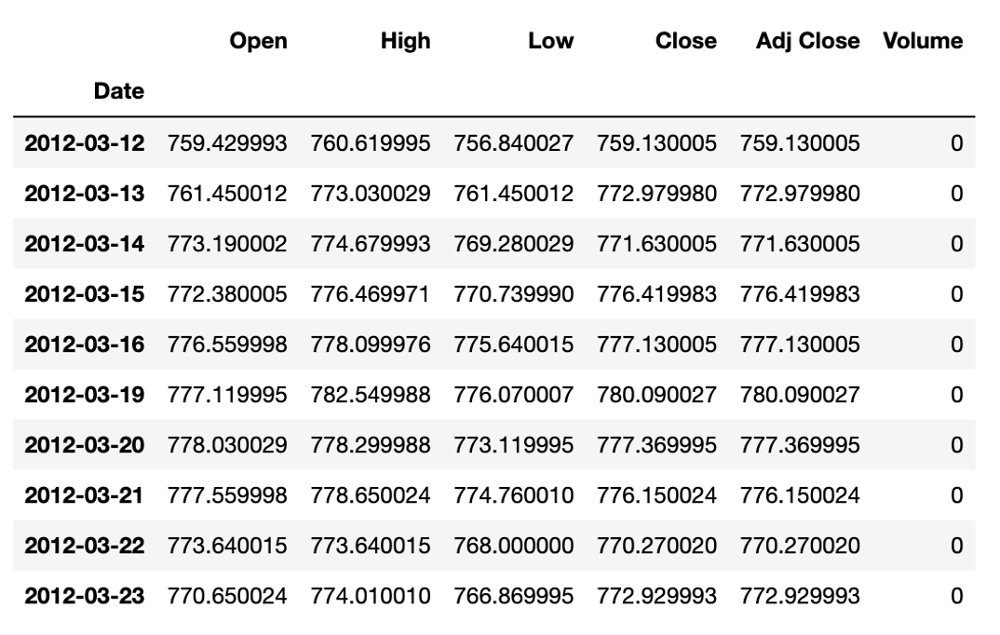 Open High Low Close Adj Close Volume
Date
2012-03-12 759.429993 760.619995 756.840027 759.130005 759.130005 0
2012-03-13 761.450012 773.030029 761.450012 772.979980 772.979980 0
2012-03-14 773.190002 774.679993 769.280029 771.630005 771.630005 0
2012-03-15 772.380005 776.469971 770.739990 776.419983 776.419983 0
2012-03-16 776.559998 778.099976 775.640015 777.130005 777.130005 0
2012-03-19 777.119995 782.549988 776.070007 780.090027 780.090027 0
2012-03-20 778.030029 778.299988 773.119995 777.369995 777.369995 0
2012-03-21 777.559998 778.650024 774.760010 776.150024 776.150024 0
2012-03-22 773.640015 773.640015 768.000000 770.270020 770.270020 0
2012-03-23 770.650024 774.010010 766.869995 772.929993 772.929993 0